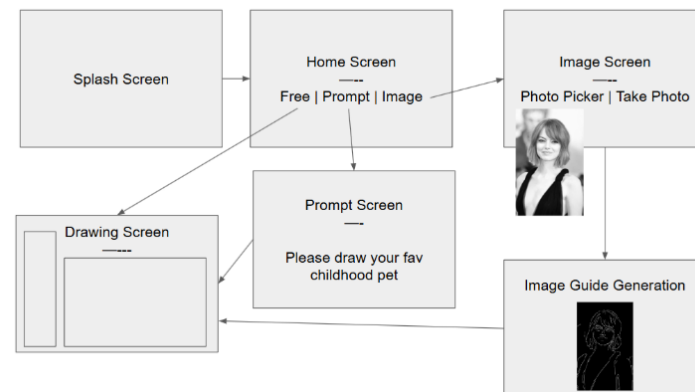 Splash Screen
Home Screen
—--
Free | Prompt | Image
Image Screen
—--
Photo Picker | Take Photo
Prompt Screen
—-
Please draw your fav
childhood pet
Drawing Screen
—---
Image Guide Generation